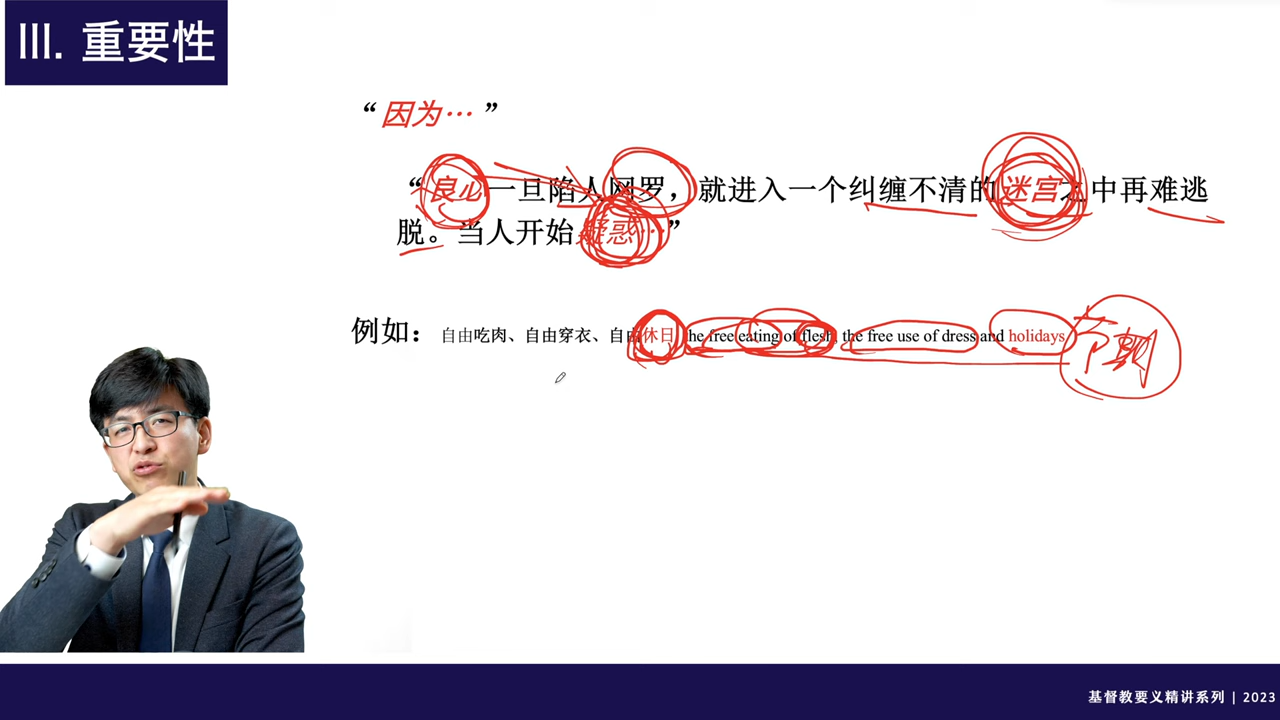 III. 重要性
“因为…”
“良心一旦陷入网罗，就进入一个纠缠不清的迷宫之中再难逃
脱。当人开始疑惑…”
例如：自由吃肉、自由穿衣、自由休日 the free eating of flesh, the free use of dress and holidays
节期
基督教要义精讲系列 | 2023